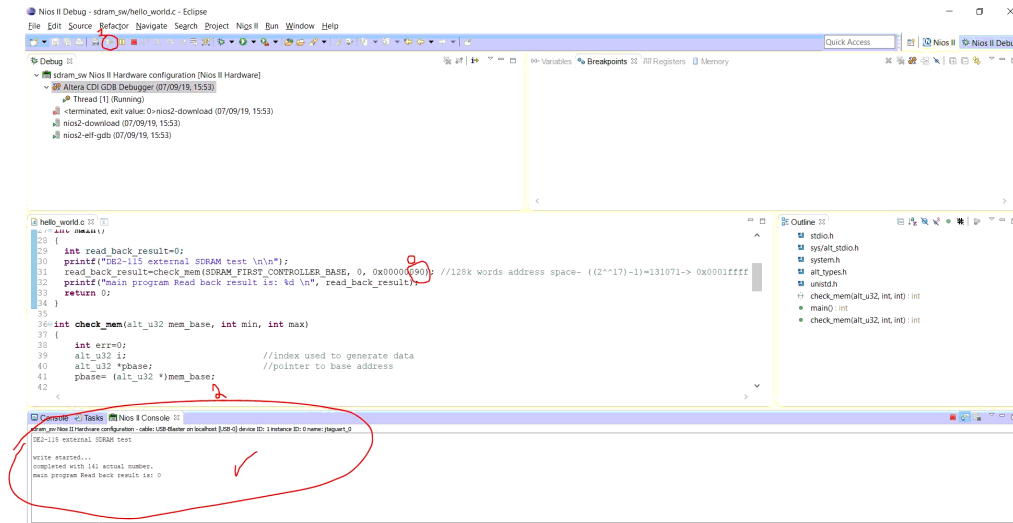 Nios II Debug - sdram_sw/hello_world.c - Eclipse
File Edit Source Refactor Navigate Search Project Nios II Run Window Help
1
Quick Access
Nios II
Nios II Debu
Debug
sdram_sw Nios II Hardware configuration [Nios II Hardware]
Altera CDI GDB Debugger (07/09/19, 15:53)
Thread [1] (Running)
<terminated, exit value: 0>nios2-download (07/09/19, 15:53)
nios2-download (07/09/19, 15:53)
nios2-elf-gdb (07/09/19, 15:53)
Variables Breakpoints Registers Memory
hello_world.c
27 int main()
28 {
29 int read_back_result=0;
30 printf("DE2-115 external SDRAM test \n\n");
31 read_back_result=check_mem(SDRAM_FIRST_CONTROLLER_BASE, 0, 0x00000090); //128k words address space- ((2^^17)-1)=131071-> 0x0001ffff
32 printf("main program Read back result is: %d \n", read_back_result);
33 return 0;
34 }
35
36 int check_mem(alt_u32 mem_base, int min, int max)
37 {
38 int err=0;
39 alt_u32 i; //index used to generate data
40 alt_u32 *pbase; //pointer to base address
41 pbase= (alt_u32 *)mem_base;
42
Outline
stdio.h
sys/alt_stdio.h
system.h
alt_types.h
unistd.h
check_mem(alt_u32, int, int) : int
main() : int
check_mem(alt_u32, int, int) : int
2
Console Tasks Nios II Console
sdram_sw Nios II Hardware configuration - cable: USB-Blaster on localhost [USB-0] device ID: 1 instance ID: 0 name: jtaguart_0
DE2-115 external SDRAM test
write started...
completed with 141 actual number.
main program Read back result is: 0